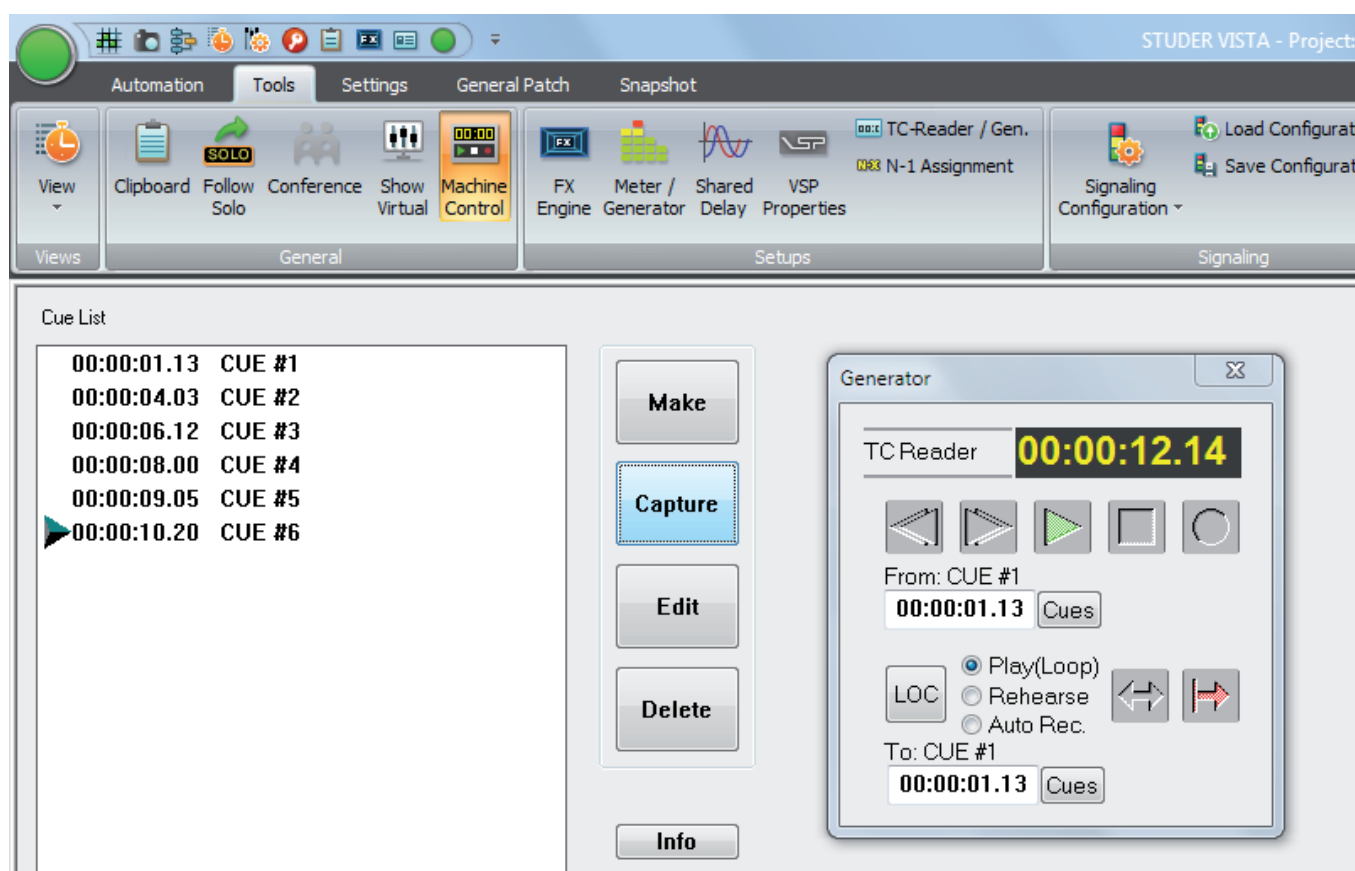 STUDER VISTA - Project:
Automation Tools Settings General Patch Snapshot
View
Clipboard
Follow Solo
SOLO
Conference
Show Virtual
00:00
Machine Control
FX
FX Engine
Meter / Generator
Shared Delay
VSP
VSP Properties
TC-Reader / Gen.
N-1 Assignment
Signaling Configuration
Load Configurat
Save Configurat
Views General Setups Signaling
Cue List
00:00:01.13 CUE #1
00:00:04.03 CUE #2
00:00:06.12 CUE #3
00:00:08.00 CUE #4
00:00:09.05 CUE #5
00:00:10.20 CUE #6
Make
Capture
Edit
Delete
Info
Generator
TC Reader 00:00:12.14
From: CUE #1
00:00:01.13 Cues
LOC
Play(Loop)
Rehearse
Auto Rec.
To: CUE #1
00:00:01.13 Cues